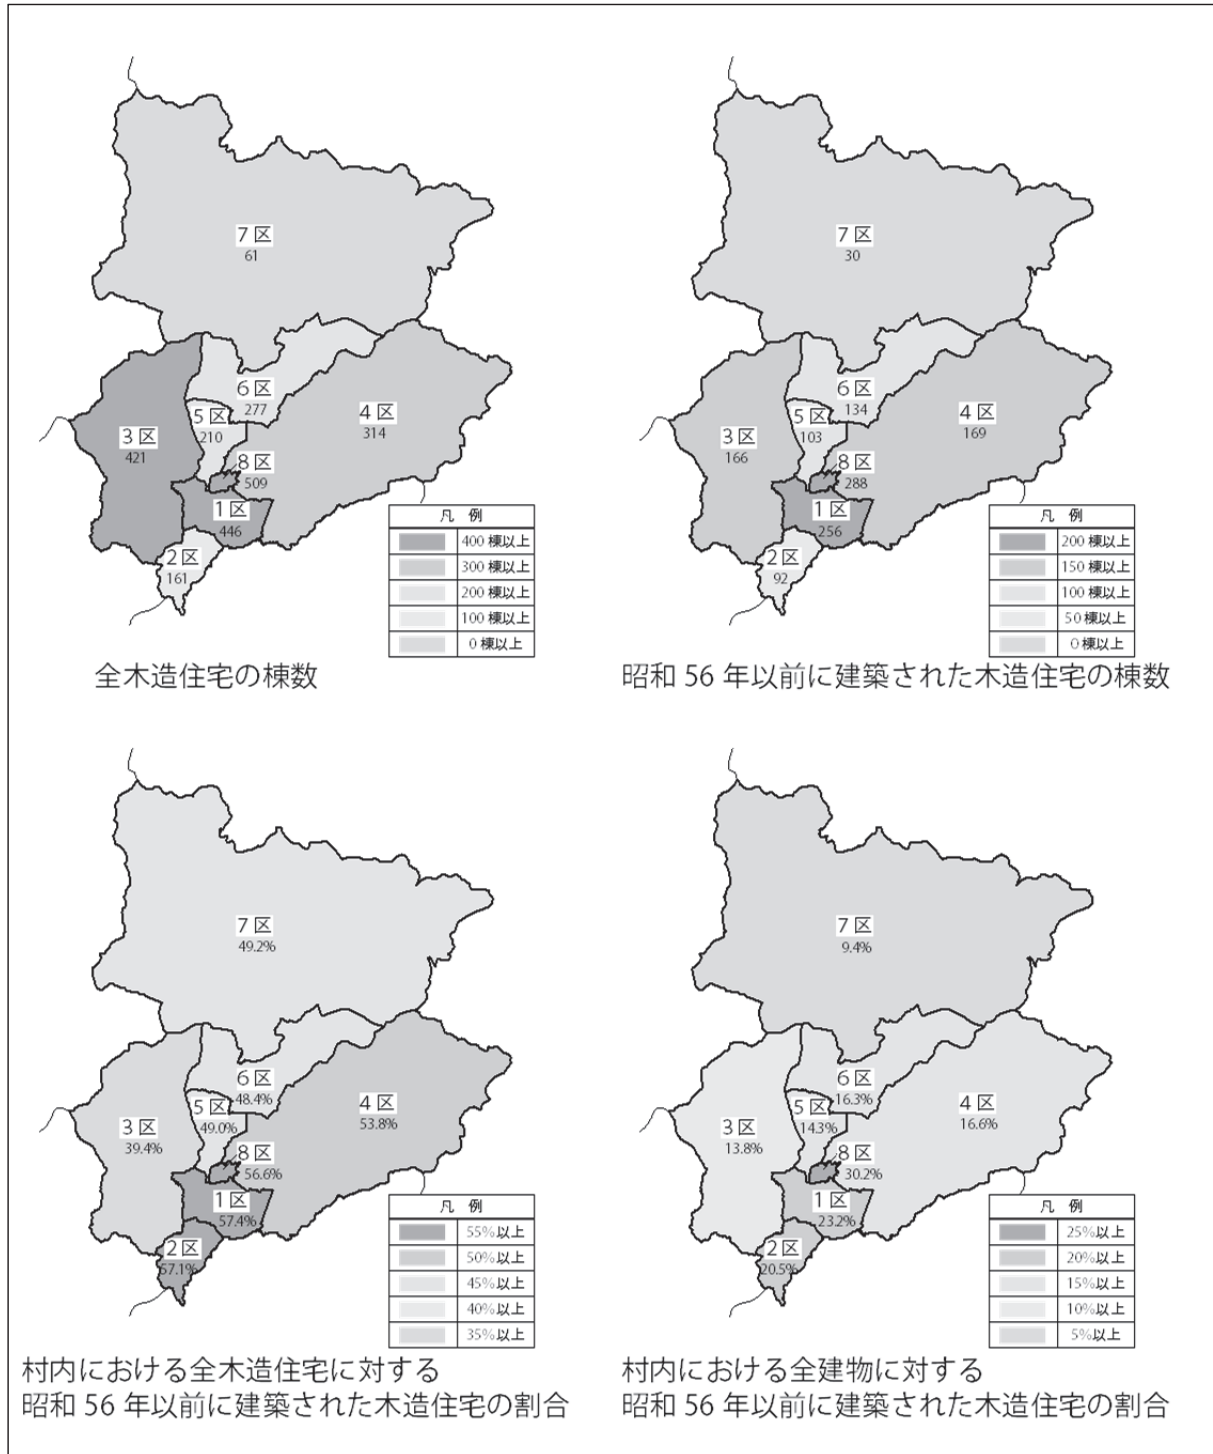 7 区
61
6 区
277
5 区
210
4 区
314
3 区
421
8 区
509
1 区
446
2 区
161
凡 例
400 棟以上
300 棟以上
200 棟以上
100 棟以上
0 棟以上
全木造住宅の棟数
7 区
30
6 区
134
5 区
103
4 区
169
3 区
166
8 区
288
1 区
256
2 区
92
凡 例
200 棟以上
150 棟以上
100 棟以上
50 棟以上
0 棟以上
昭和 56 年以前に建築された木造住宅の棟数
7 区
49.2%
6 区
48.4%
5 区
49.0%
4 区
53.8%
3 区
39.4%
8 区
56.6%
1 区
57.4%
2 区
57.1%
凡 例
55%以上
50%以上
45%以上
40%以上
35%以上
村内における全木造住宅に対する
昭和 56 年以前に建築された木造住宅の割合
7 区
9.4%
6 区
16.3%
5 区
14.3%
4 区
16.6%
3 区
13.8%
8 区
30.2%
1 区
23.2%
2 区
20.5%
凡 例
25%以上
20%以上
15%以上
10%以上
5%以上
村内における全建物に対する
昭和 56 年以前に建築された木造住宅の割合